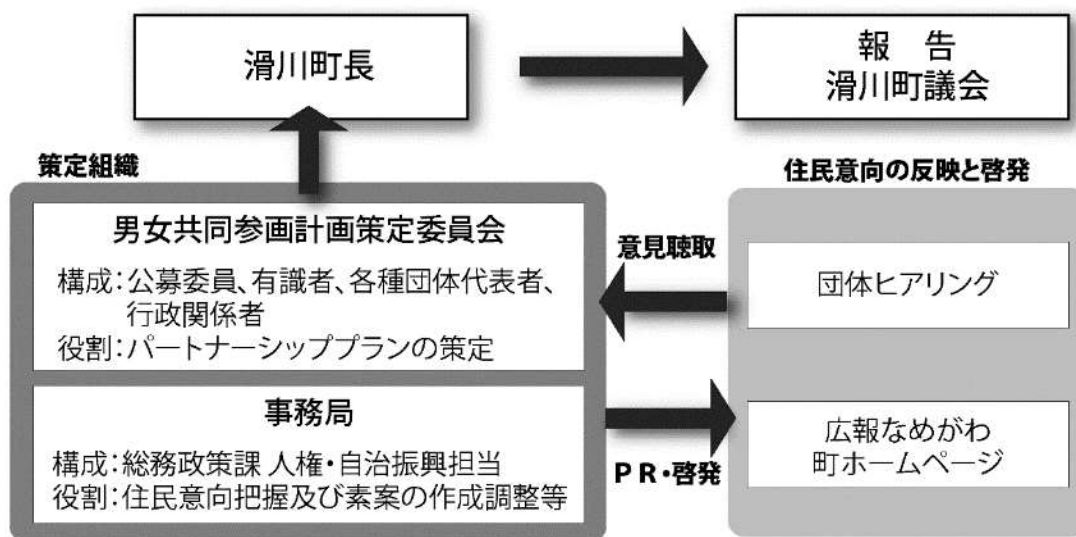 滑川町長
報　告
滑川町議会
策定組織
男女共同参画計画策定委員会
構成：公募委員、有識者、各種団体代表者、
行政関係者
役割：パートナーシッププランの策定
事務局
構成：総務政策課 人権・自治振興担当
役割：住民意向把握及び素案の作成調整等
意見聴取
ＰＲ・啓発
住民意向の反映と啓発
団体ヒアリング
広報なめがわ
町ホームページ